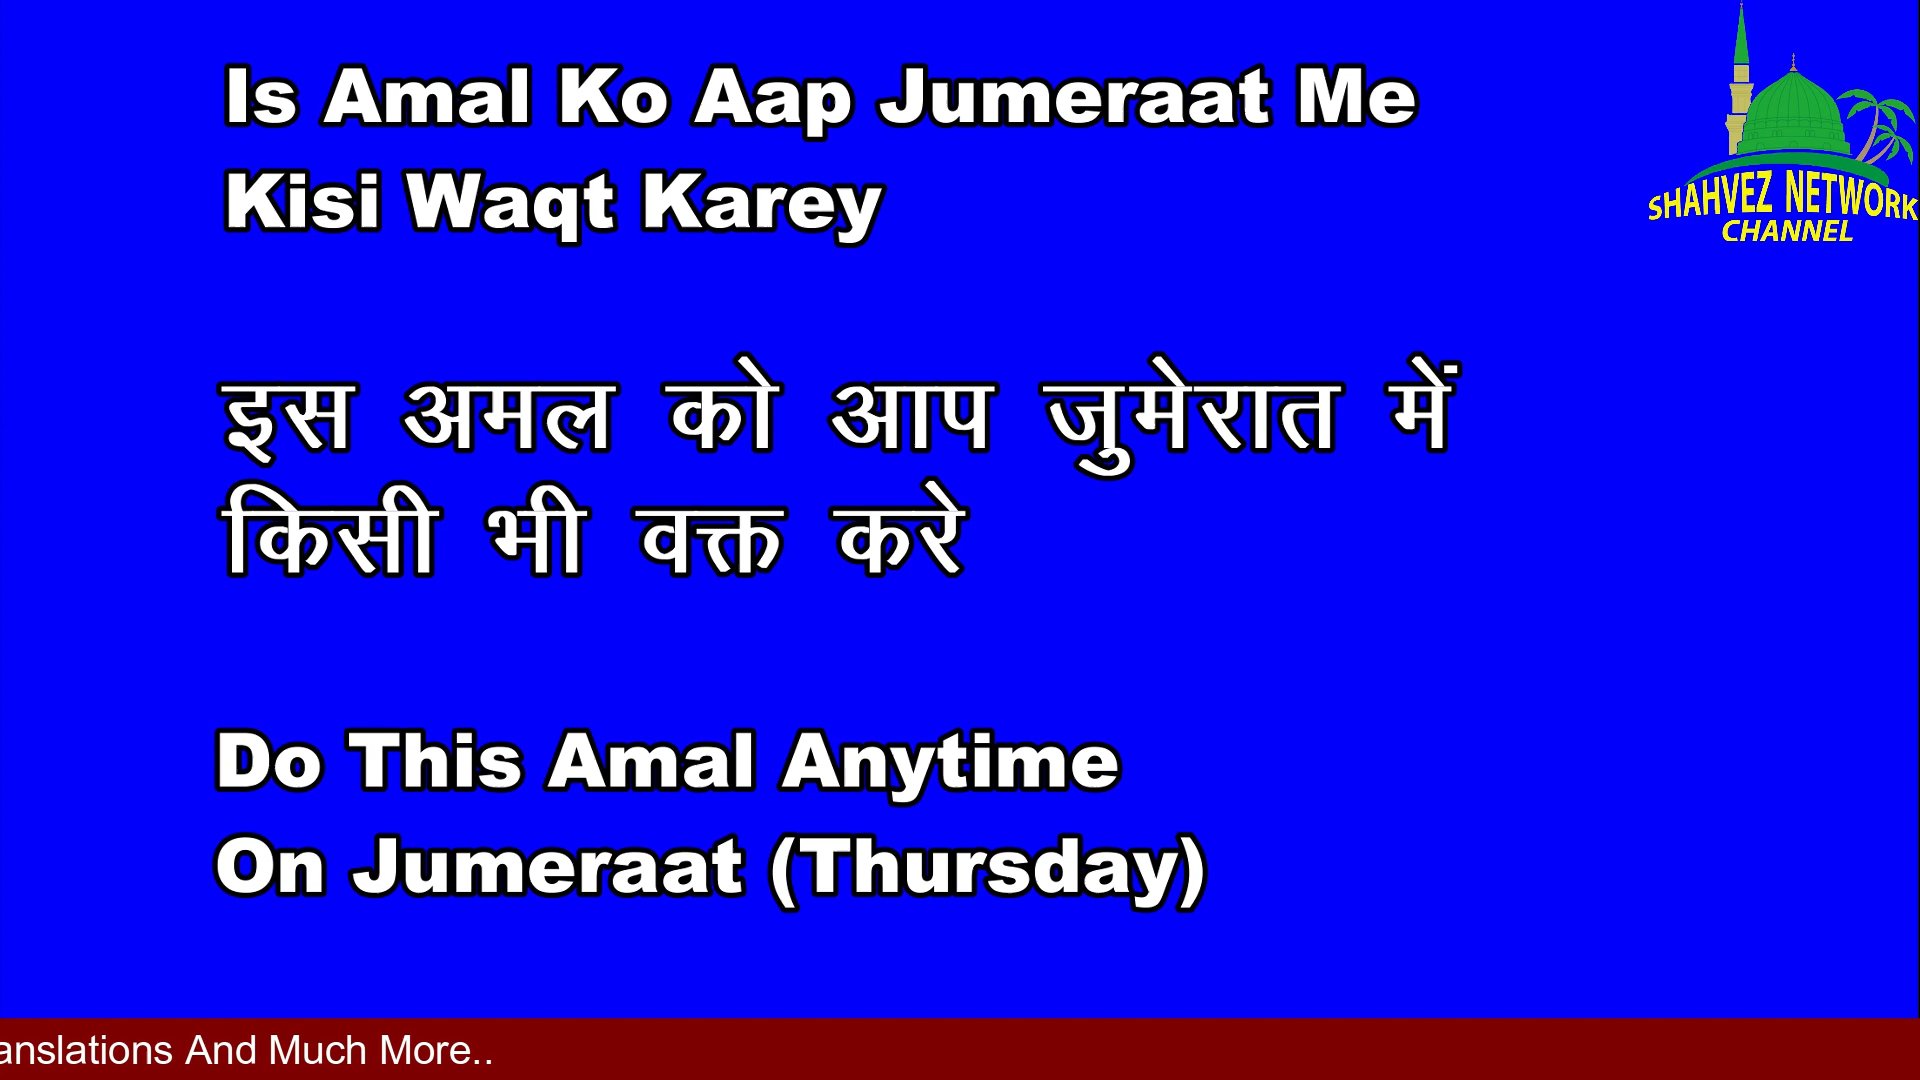 Is Amal Ko Aap Jumeraat Me
Kisi Waqt Karey
SHAHVEZ NETWORK
CHANNEL
इस अमल को आप जुमेरात में
किसी भी वक्त करे
Do This Amal Anytime
On Jumeraat (Thursday)
anslations And Much More..